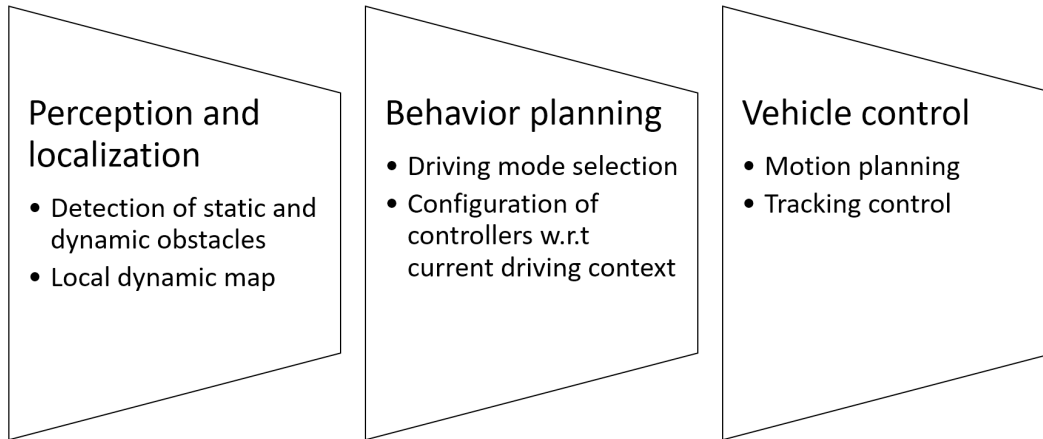 Perception and
localization
• Detection of static and
dynamic obstacles
• Local dynamic map
Behavior planning
• Driving mode selection
• Configuration of
controllers w.r.t
current driving context
Vehicle control
• Motion planning
• Tracking control